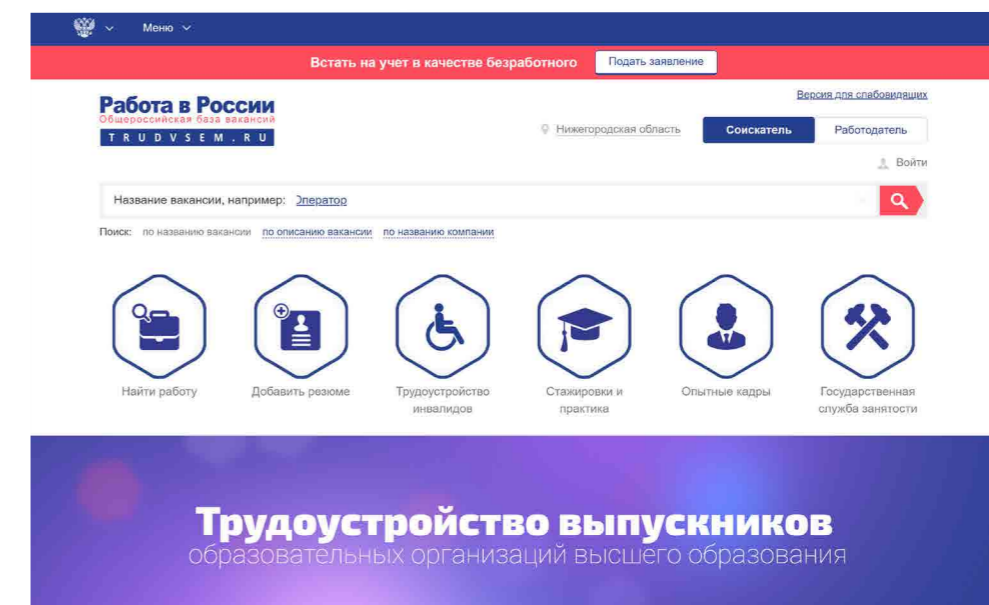 Меню
Встать на учет в качестве безработного Подать заявление
Версия для слабовидящих
Работа в России
Общероссийская база вакансий
TRUDVSEM.RU
Нижегородская область Соискатель Работодатель
Войти
Название вакансии, например: Оператор
Поиск: по названию вакансии по описанию вакансии по названию компании
Найти работу Добавить резюме Трудоустройство инвалидов Стажировки и практика Опытные кадры Государственная служба занятости
Трудоустройство выпускников
образовательных организаций высшего образования